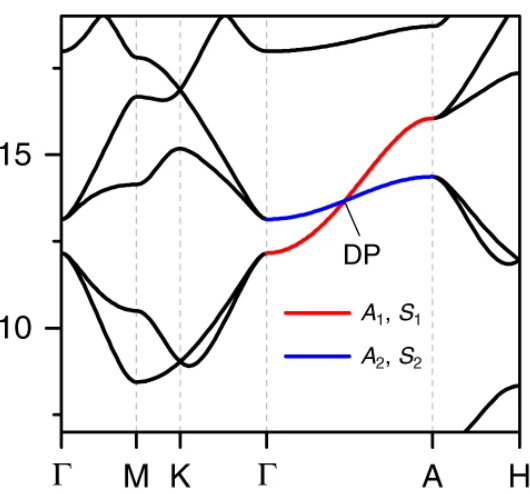 15
DP
A₁, S₁
10
A₂, S₂
Γ M K Γ A H